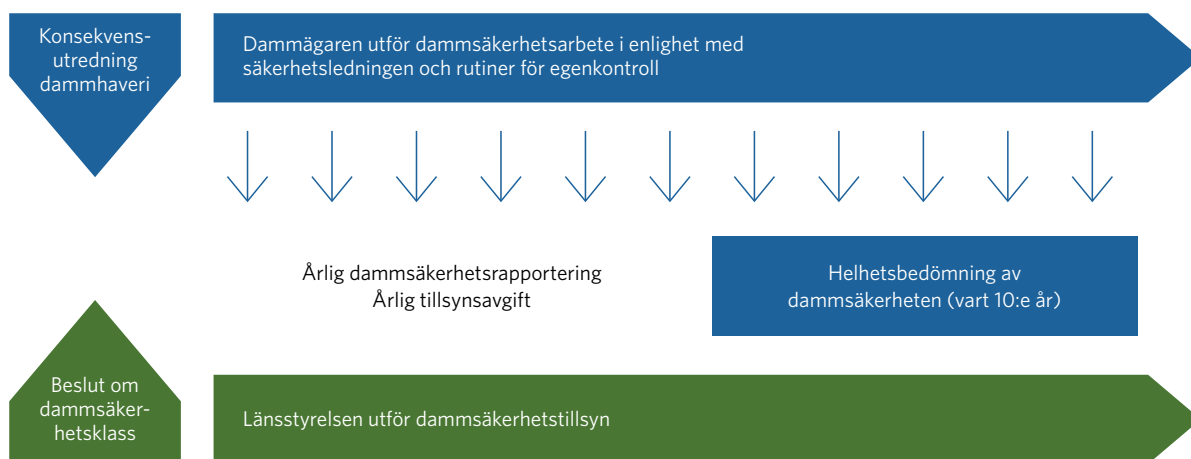 Konsekvens-
utredning
dammhaveri
Dammägaren utför dammsäkerhetsarbete i enlighet med
säkerhetsledningen och rutiner för egenkontroll
Årlig dammsäkerhetsrapportering
Årlig tillsynsavgift
Helhetsbedömning av
dammsäkerheten (vart 10:e år)
Beslut om
dammsäker-
hetsklass
Länsstyrelsen utför dammsäkerhetstillsyn